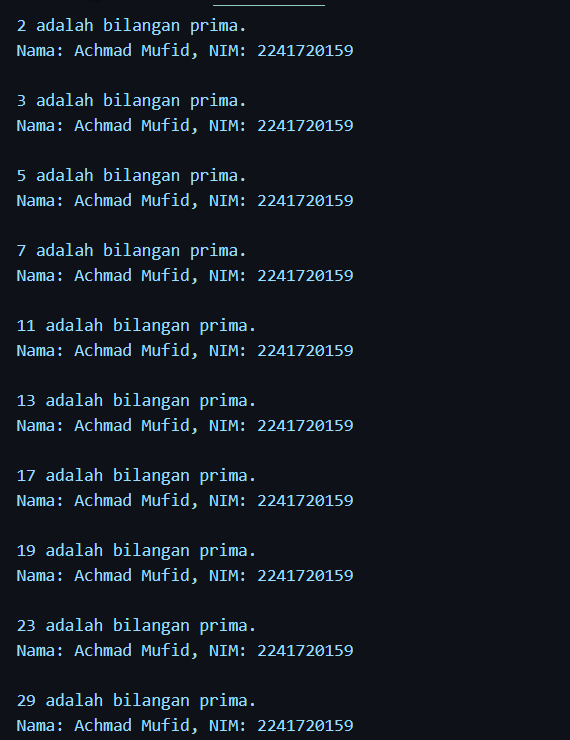 2 adalah bilangan prima.
Nama: Achmad Mufid, NIM: 2241720159
3 adalah bilangan prima.
Nama: Achmad Mufid, NIM: 2241720159
5 adalah bilangan prima.
Nama: Achmad Mufid, NIM: 2241720159
7 adalah bilangan prima.
Nama: Achmad Mufid, NIM: 2241720159
11 adalah bilangan prima.
Nama: Achmad Mufid, NIM: 2241720159
13 adalah bilangan prima.
Nama: Achmad Mufid, NIM: 2241720159
17 adalah bilangan prima.
Nama: Achmad Mufid, NIM: 2241720159
19 adalah bilangan prima.
Nama: Achmad Mufid, NIM: 2241720159
23 adalah bilangan prima.
Nama: Achmad Mufid, NIM: 2241720159
29 adalah bilangan prima.
Nama: Achmad Mufid, NIM: 2241720159